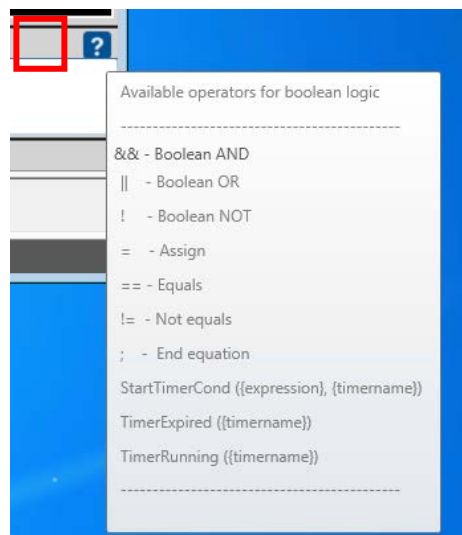 ?
Available operators for boolean logic
--------------------------------------------
&& - Boolean AND
|| - Boolean OR
! - Boolean NOT
= - Assign
== - Equals
!= - Not equals
; - End equation
StartTimerCond ({expression}, {timername})
TimerExpired ({timername})
TimerRunning ({timername})
--------------------------------------------